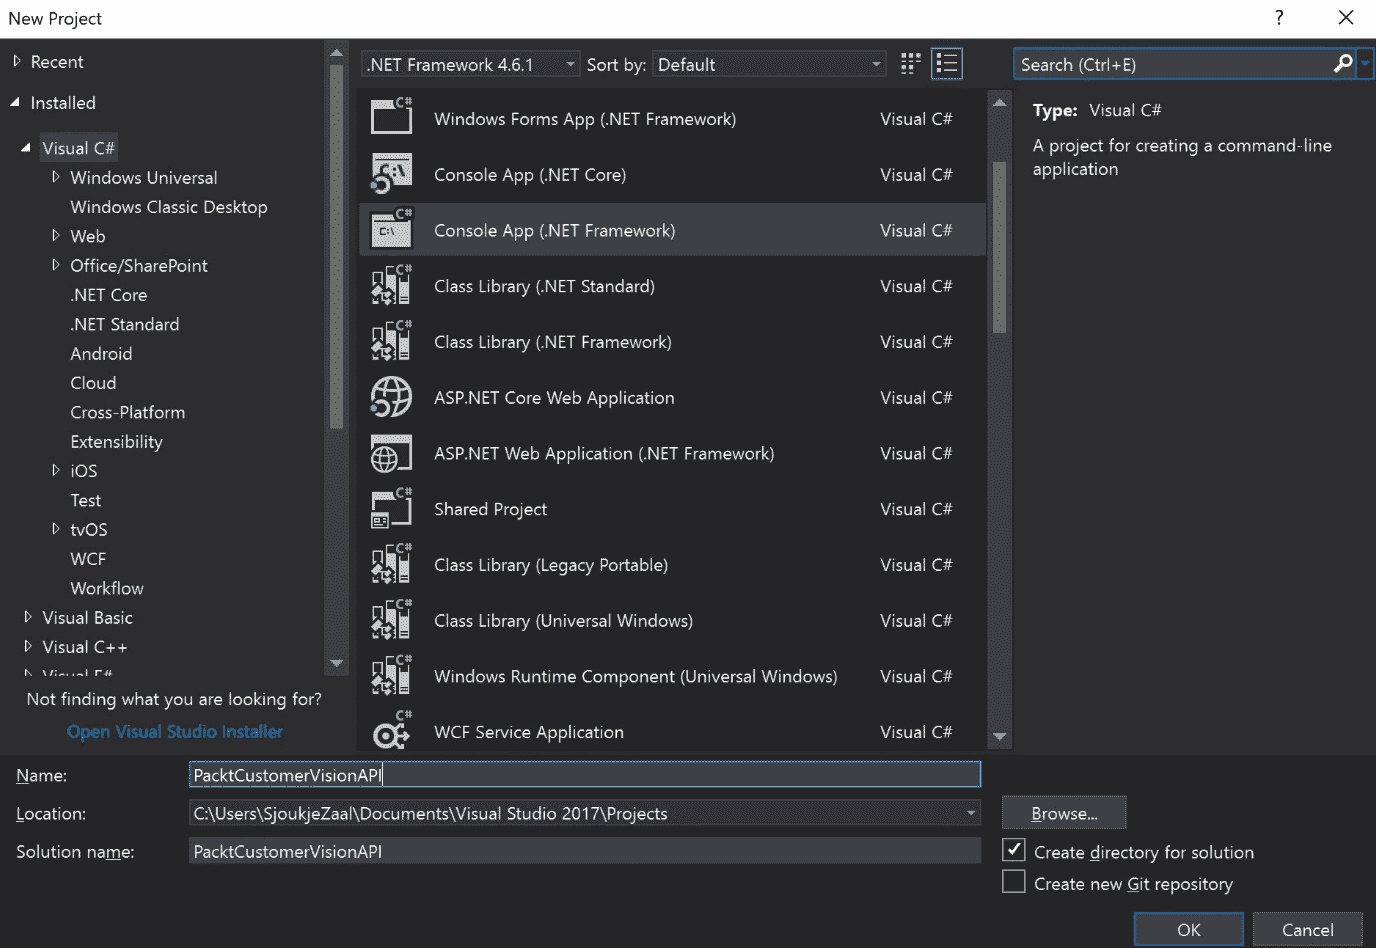 New Project
?
Recent
Installed
Visual C#
Windows Universal
Windows Classic Desktop
Web
Office/SharePoint
.NET Core
.NET Standard
Android
Cloud
Cross-Platform
Extensibility
iOS
Test
tvOS
WCF
Workflow
Visual Basic
Visual C++
Visual F#
Not finding what you are looking for?
Open Visual Studio Installer
.NET Framework 4.6.1 Sort by: Default
Windows Forms App (.NET Framework) Visual C#
Console App (.NET Core) Visual C#
Console App (.NET Framework) Visual C#
Class Library (.NET Standard) Visual C#
Class Library (.NET Framework) Visual C#
ASP.NET Core Web Application Visual C#
ASP.NET Web Application (.NET Framework) Visual C#
Shared Project Visual C#
Class Library (Legacy Portable) Visual C#
Class Library (Universal Windows) Visual C#
Windows Runtime Component (Universal Windows) Visual C#
WCF Service Application Visual C#
Search (Ctrl+E)
Type: Visual C#
A project for creating a command-line
application
Name: PacktCustomerVisionAPI
Location: C:\Users\SjoukjeZaal\Documents\Visual Studio 2017\Projects
Browse...
Solution name: PacktCustomerVisionAPI
Create directory for solution
Create new Git repository
OK Cancel